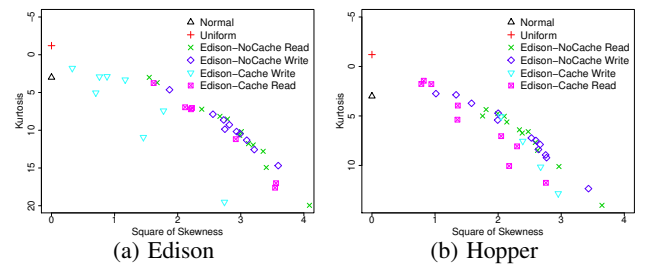 −5
0
5
10
15
20
Kurtosis
0
1
2
3
4
Square of Skewness
Normal
Uniform
Edison−NoCache Read
Edison−NoCache Write
Edison−Cache Write
Edison−Cache Read
(a) Edison
−5
0
5
10
Kurtosis
0
1
2
3
4
Square of Skewness
Normal
Uniform
Edison−NoCache Read
Edison−NoCache Write
Edison−Cache Write
Edison−Cache Read
(b) Hopper